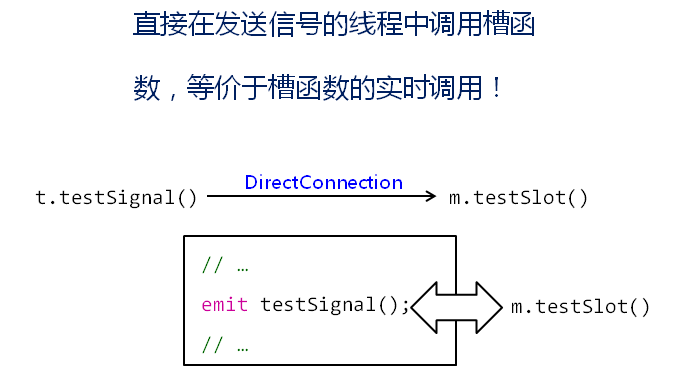 直接在发送信号的线程中调用槽函
数，等价于槽函数的实时调用！
DirectConnection
t.testSignal() m.testSlot()
// …
emit testSignal(); m.testSlot()
// …